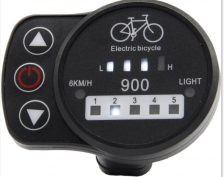 Electric bicycle
L H
6KM/H 900 LIGHT
1 2 3 4 5